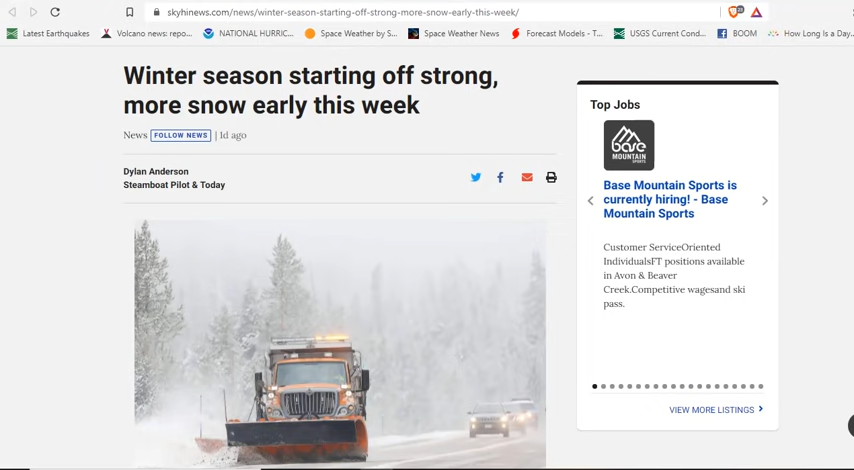 skyhinews.com/news/winter-season-starting-off-strong-more-snow-early-this-week/
Latest Earthquakes
Volcano news: repo...
NATIONAL HURRIC...
Space Weather by S...
Space Weather News
Forecast Models - T...
USGS Current Cond...
BOOM
How Long Is a Day...
Winter season starting off strong,
more snow early this week
News FOLLOW NEWS | 1d ago
Dylan Anderson
Steamboat Pilot & Today
Top Jobs
base
MOUNTAIN
SPORTS
Base Mountain Sports is
currently hiring! - Base
Mountain Sports
Customer ServiceOriented
IndividualsFT positions available
in Avon & Beaver
Creek.Competitive wagesand ski
pass.
VIEW MORE LISTINGS